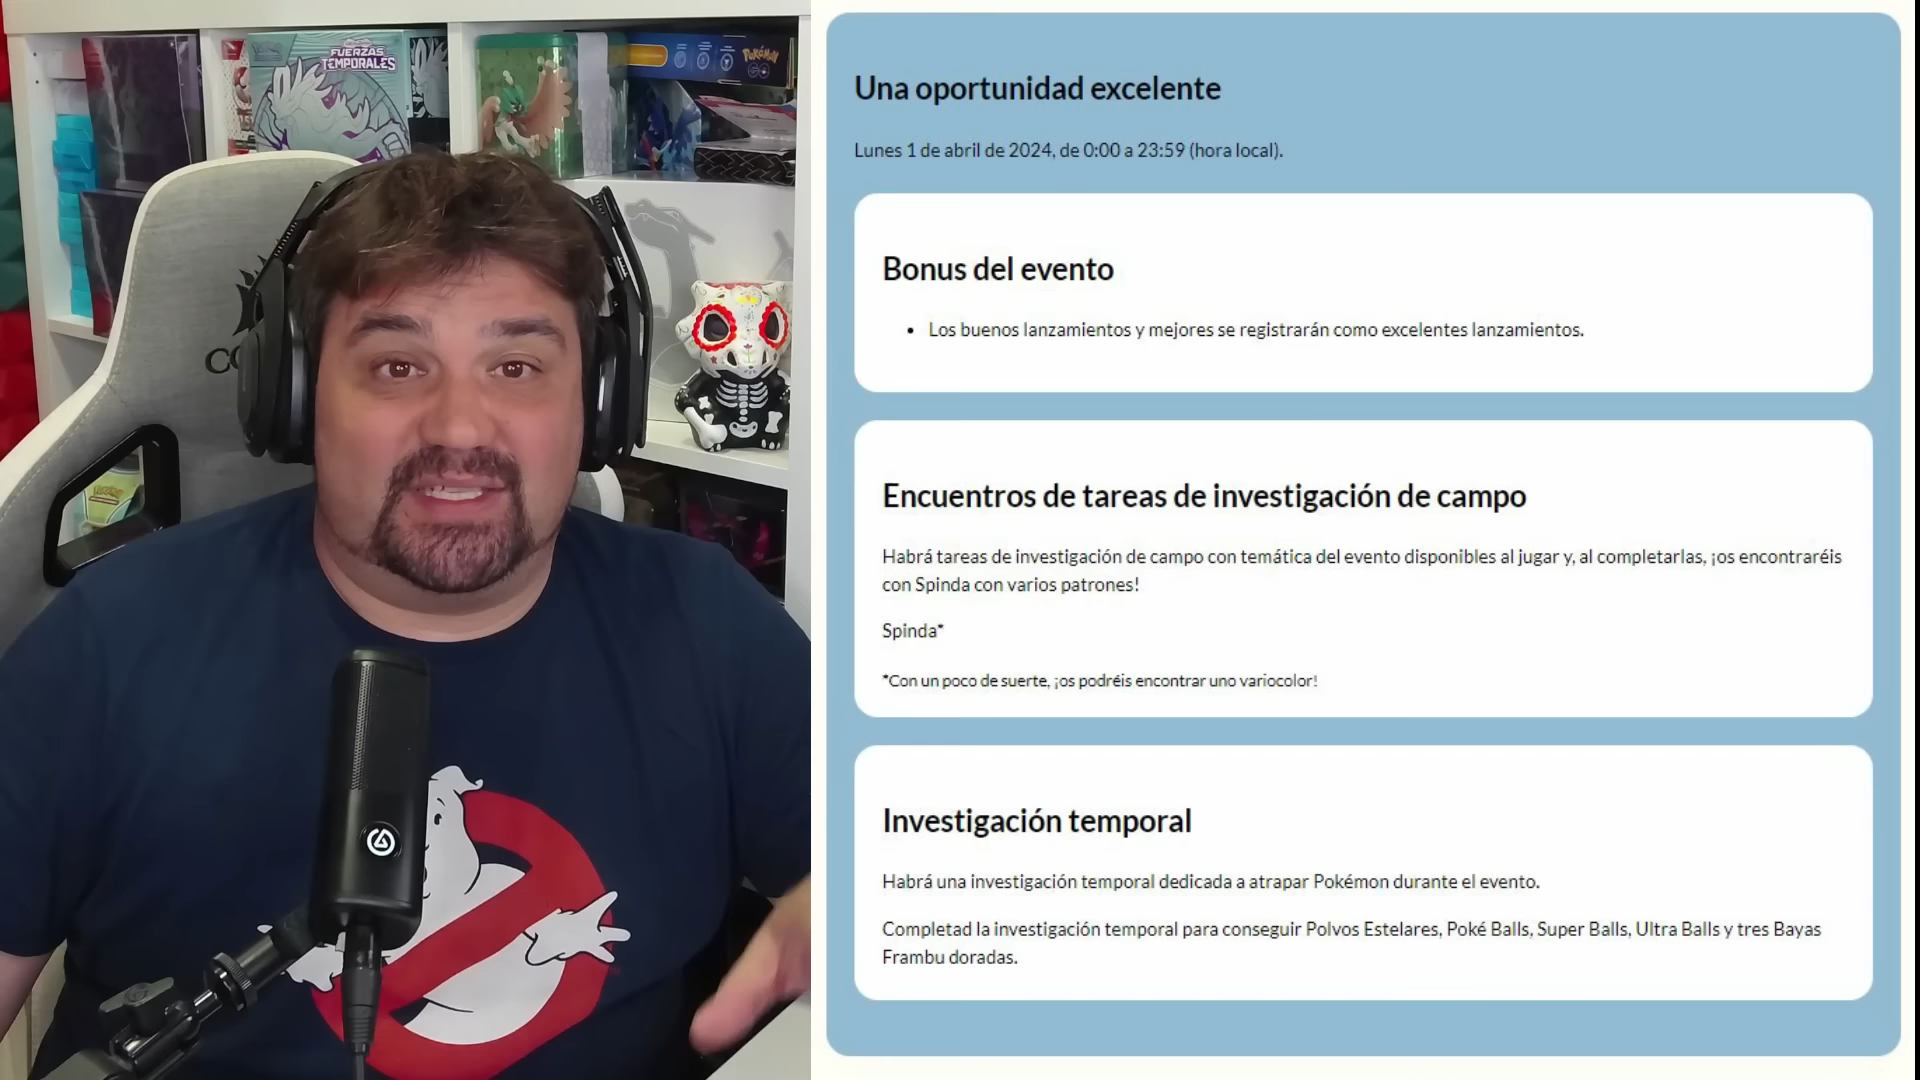 FUERZAS
TEMPORALES
POKÉMON
GO
CO
Una oportunidad excelente
Lunes 1 de abril de 2024, de 0:00 a 23:59 (hora local).
Bonus del evento
• Los buenos lanzamientos y mejores se registrarán como excelentes lanzamientos.
Encuentros de tareas de investigación de campo
Habrá tareas de investigación de campo con temática del evento disponibles al jugar y, al completarlas, ¡os encontraréis
con Spinda con varios patrones!
Spinda*
*Con un poco de suerte, ¡os podréis encontrar uno variocolor!
Investigación temporal
Habrá una investigación temporal dedicada a atrapar Pokémon durante el evento.
Completad la investigación temporal para conseguir Polvos Estelares, Poké Balls, Super Balls, Ultra Balls y tres Bayas
Frambu doradas.